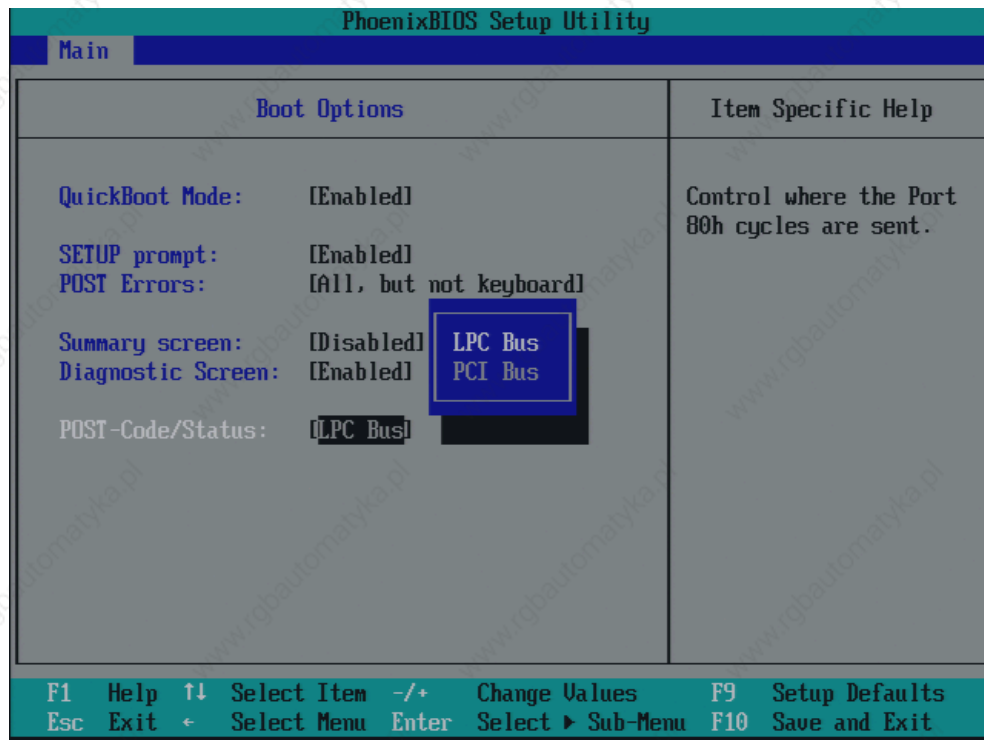 PhoenixBIOS Setup Utility
Main
Boot Options
Item Specific Help
QuickBoot Mode: [Enabled]
SETUP prompt: [Enabled]
POST Errors: [All, but not keyboard]
Summary screen: [Disabled]
Diagnostic Screen: [Enabled]
POST-Code/Status: [LPC Bus]
LPC Bus
PCI Bus
Control where the Port
80h cycles are sent.
F1 Help ↑↓ Select Item -/+ Change Values F9 Setup Defaults
Esc Exit ← Select Menu Enter Select ▶ Sub-Menu F10 Save and Exit
www.rgbautomatyka.pl